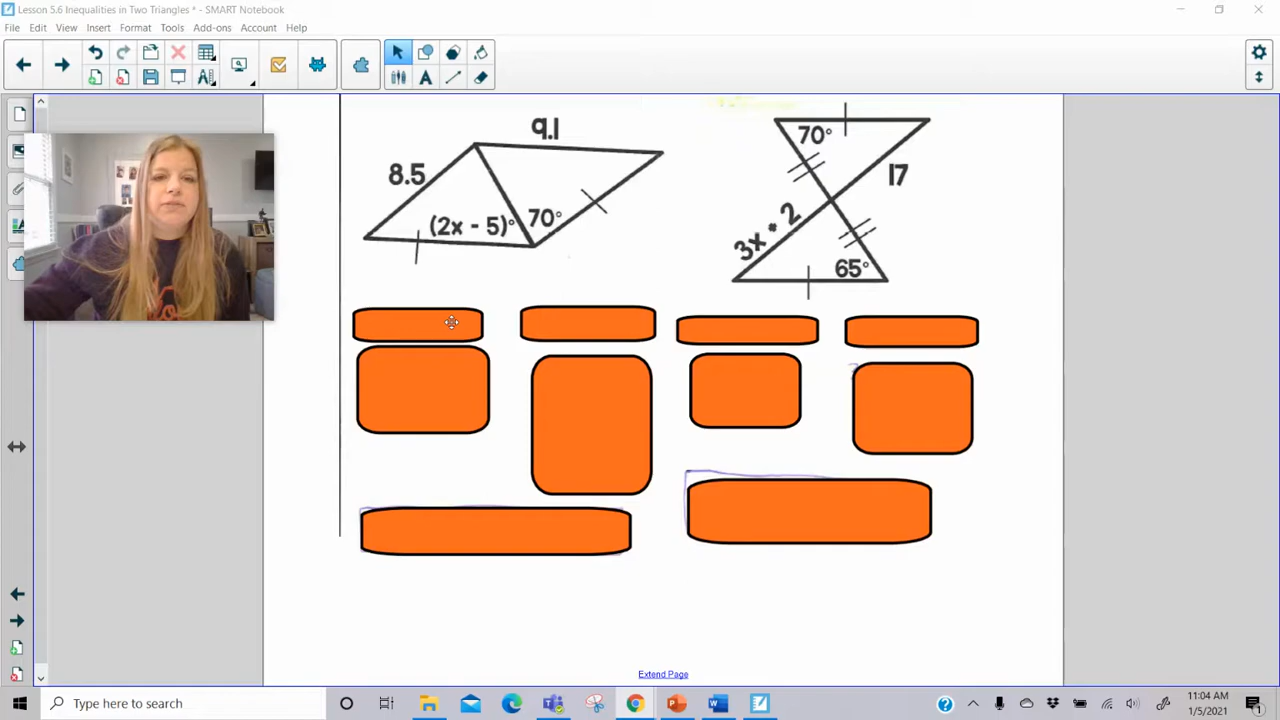 Lesson 5.6 Inequalities in Two Triangles * - SMART Notebook
File Edit View Insert Format Tools Add-ons Account Help
9.1
8.5
(2x - 5)°
70°
70°
17
3x + 2
65°
Extend Page
Type here to search
11:04 AM
1/5/2021